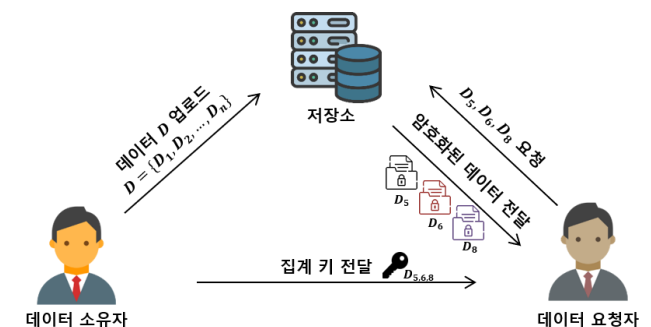 저장소
데이터 D 업로드
D = {D₁, D₂, ⋯, Dₙ}
D₅, D₆, D₈ 요청
암호화된 데이터 전달
D₅
D₆
D₈
집계 키 전달
D₅.₆.₈
데이터 소유자
데이터 요청자